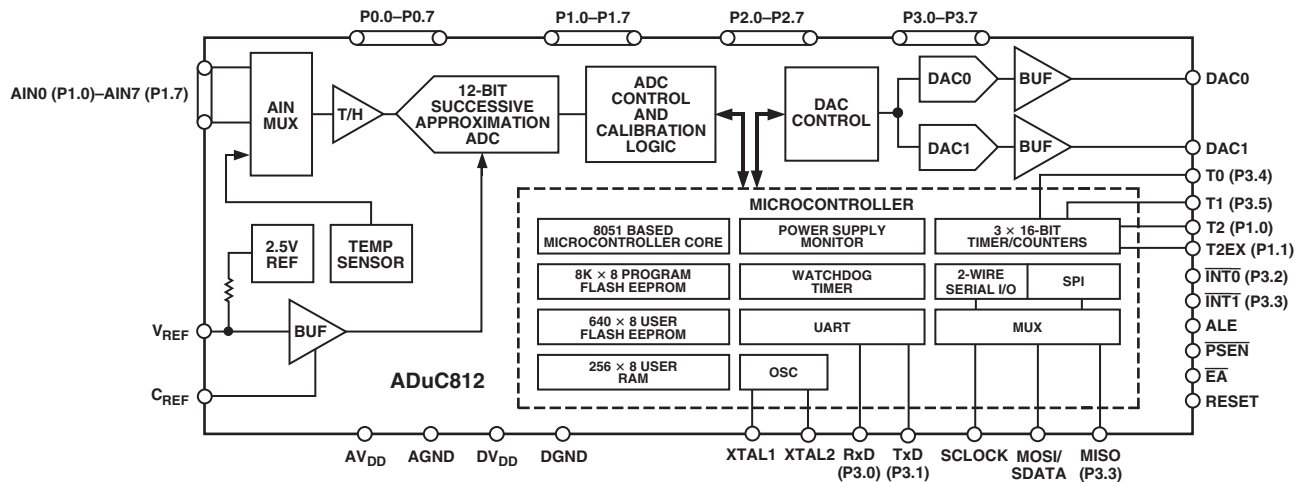 P0.0–P0.7
P1.0–P1.7
P2.0–P2.7
P3.0–P3.7
AIN0 (P1.0)–AIN7 (P1.7)
AIN
MUX
T/H
12-BIT
SUCCESSIVE
APPROXIMATION
ADC
ADC
CONTROL
AND
CALIBRATION
LOGIC
DAC
CONTROL
DAC0
BUF
DAC0
DAC1
BUF
DAC1
T0 (P3.4)
T1 (P3.5)
T2 (P1.0)
T2EX (P1.1)
INT0 (P3.2)
INT1 (P3.3)
ALE
PSEN
EA
RESET
2.5V
REF
TEMP
SENSOR
VREF
BUF
CREF
ADuC812
MICROCONTROLLER
8051 BASED
MICROCONTROLLER CORE
POWER SUPPLY
MONITOR
3 × 16-BIT
TIMER/COUNTERS
8K × 8 PROGRAM
FLASH EEPROM
WATCHDOG
TIMER
2-WIRE
SERIAL I/O
SPI
640 × 8 USER
FLASH EEPROM
UART
MUX
256 × 8 USER
RAM
OSC
AVDD
AGND
DVDD
DGND
XTAL1
XTAL2
RxD
(P3.0)
TxD
(P3.1)
SCLOCK
MOSI/
SDATA
MISO
(P3.3)